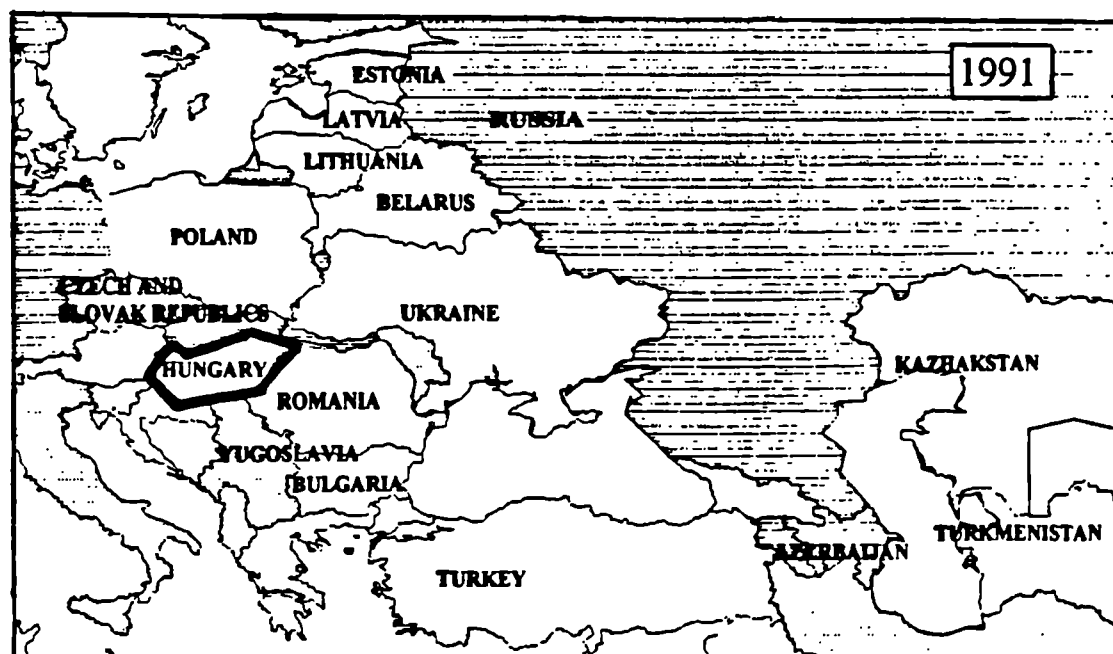 1991
ESTONIA
LATVIA
RUSSIA
LITHUANIA
BELARUS
POLAND
CZECH AND
SLOVAK REPUBLICS
UKRAINE
HUNGARY
KAZHAKSTAN
ROMANIA
YUGOSLAVIA
BULGARIA
TURKMENISTAN
AZERBAIJAN
TURKEY